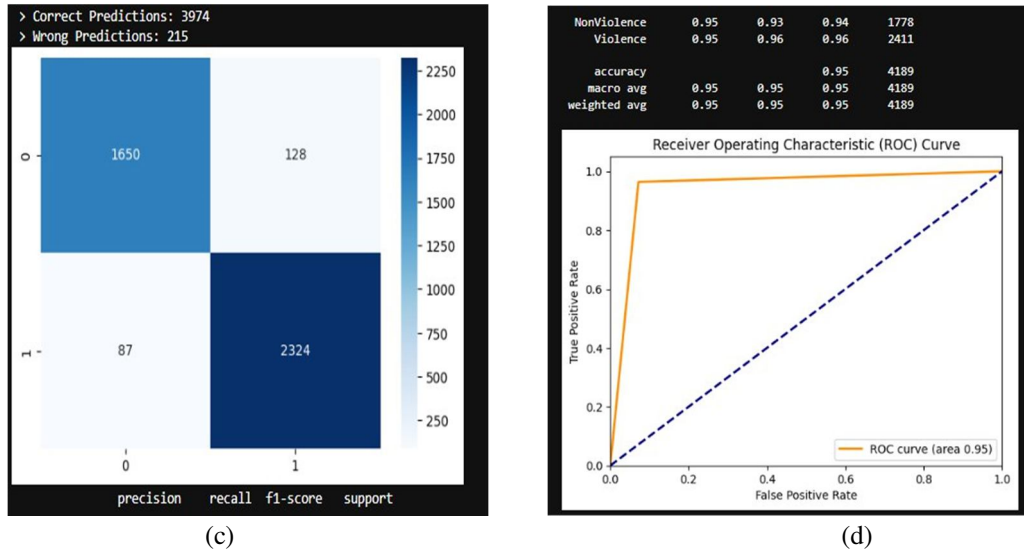 > Correct Predictions: 3974
> Wrong Predictions: 215
2250
2000
1750
1500
1250
1000
750
500
250
0
1650
128
1
87
2324
0
1
precision recall f1-score support
(c)
NonViolence 0.95 0.93 0.94 1778
Violence 0.95 0.96 0.96 2411
accuracy 0.95 4189
macro avg 0.95 0.95 0.95 4189
weighted avg 0.95 0.95 0.95 4189
Receiver Operating Characteristic (ROC) Curve
1.0
0.8
0.6
0.4
0.2
0.0
True Positive Rate
ROC curve (area 0.95)
0.0 0.2 0.4 0.6 0.8 1.0
False Positive Rate
(d)